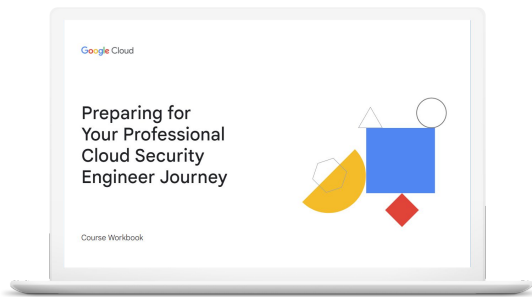 Google Cloud
Preparing for
Your Professional
Cloud Security
Engineer Journey
Course Workbook